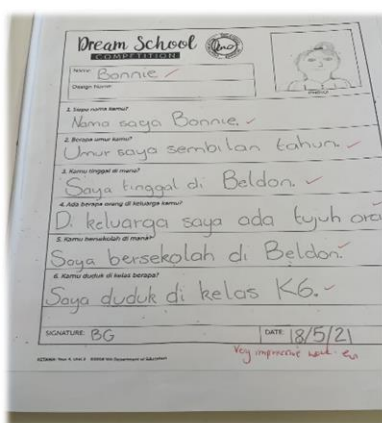 Dream School
COMPETITION
Uno
Name: Bonnie
Design Name:
1. Siapa nama kamu?
Nama saya Bonnie.
2. Berapa umur kamu?
Umur saya sembilan tahun.
3. Kamu tinggal di mana?
Saya tinggal di Beldon.
4. Ada berapa orang di keluarga kamu?
Di keluarga saya ada tujuh ora
5. Kamu bersekolah di mana?
Saya bersekolah di Beldon.
6. Kamu duduk di kelas berapa?
Saya duduk di kelas K6.
SIGNATURE: BG DATE: 18/5/21
Very impressive work.